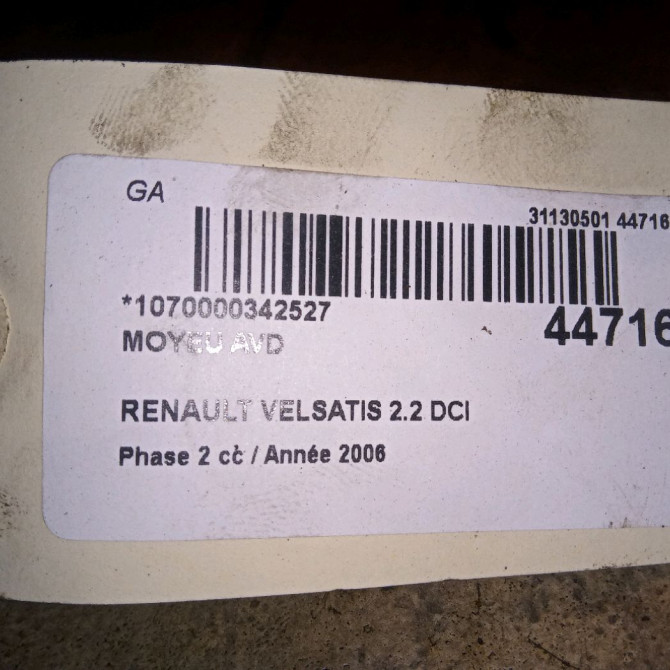 GA
31130501 44716
*1070000342527
44716
MOYEU AVD
RENAULT VELSATIS 2.2 DCI
Phase 2 cc / Année 2006